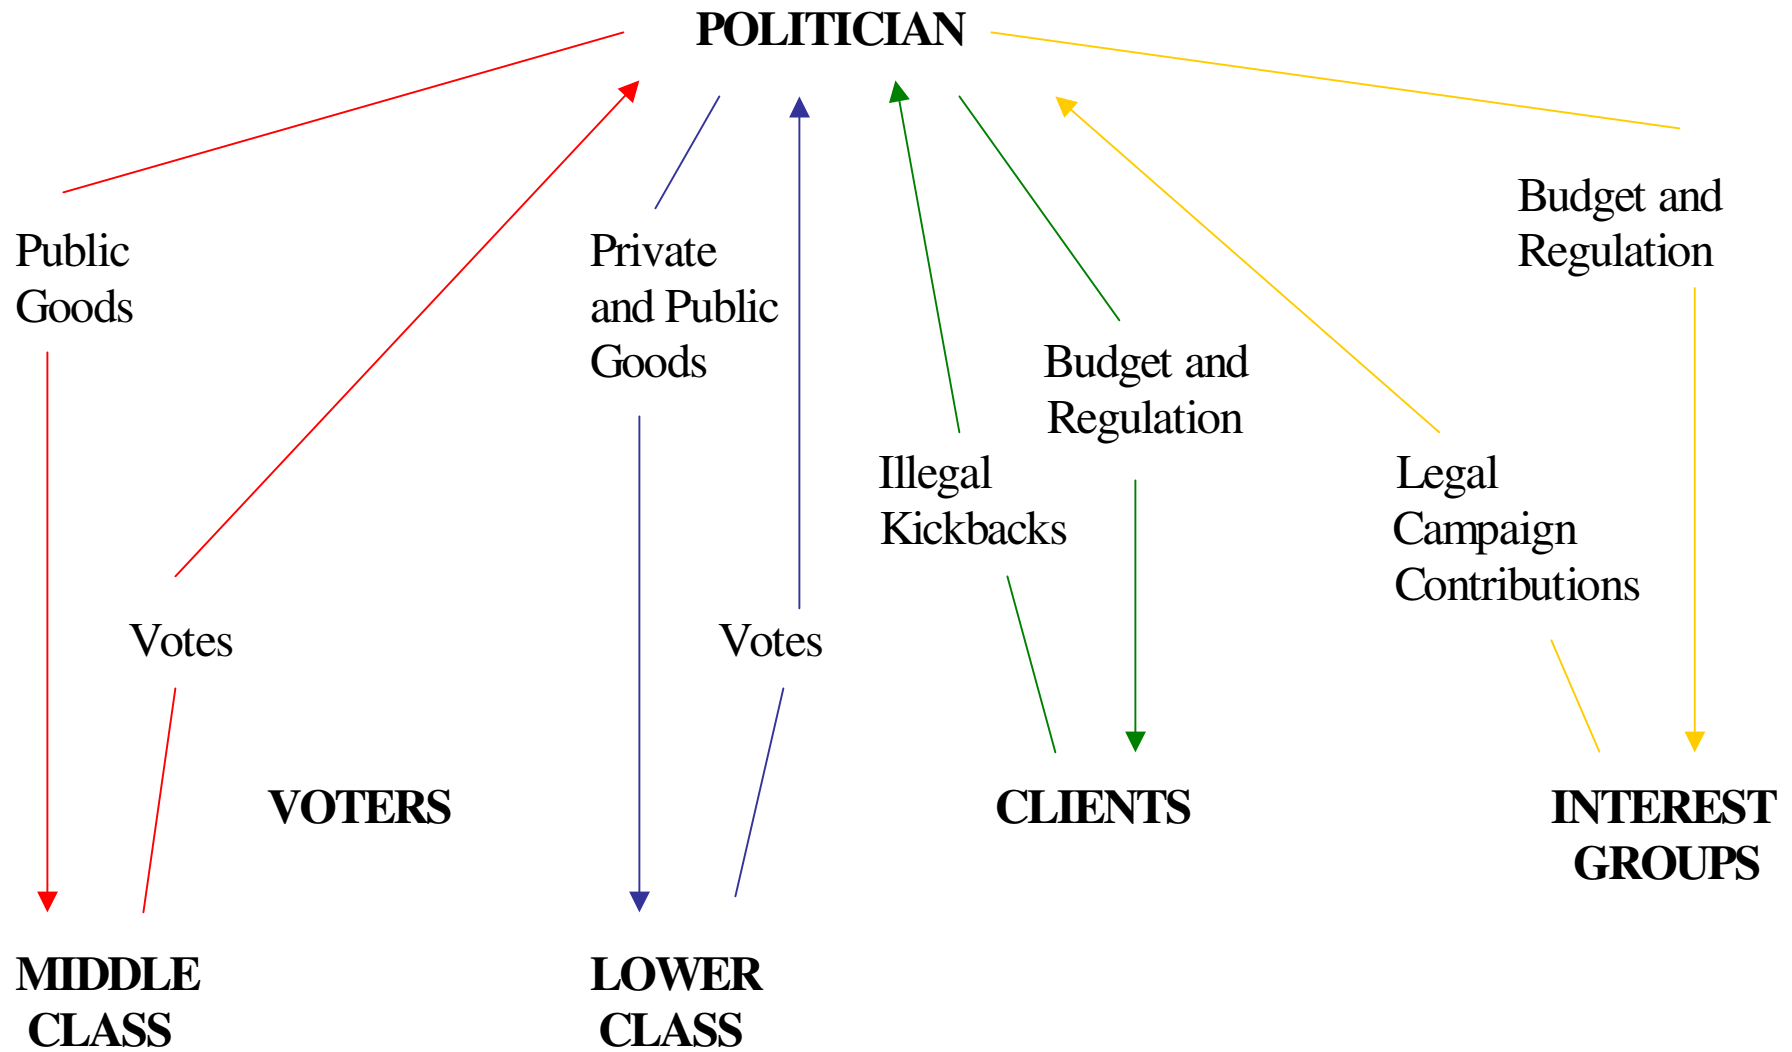 POLITICIAN
Public
Goods
Votes
Private
and Public
Goods
Votes
Illegal
Kickbacks
Budget and
Regulation
Legal
Campaign
Contributions
Budget and
Regulation
VOTERS
CLIENTS
INTEREST
GROUPS
MIDDLE
CLASS
LOWER
CLASS